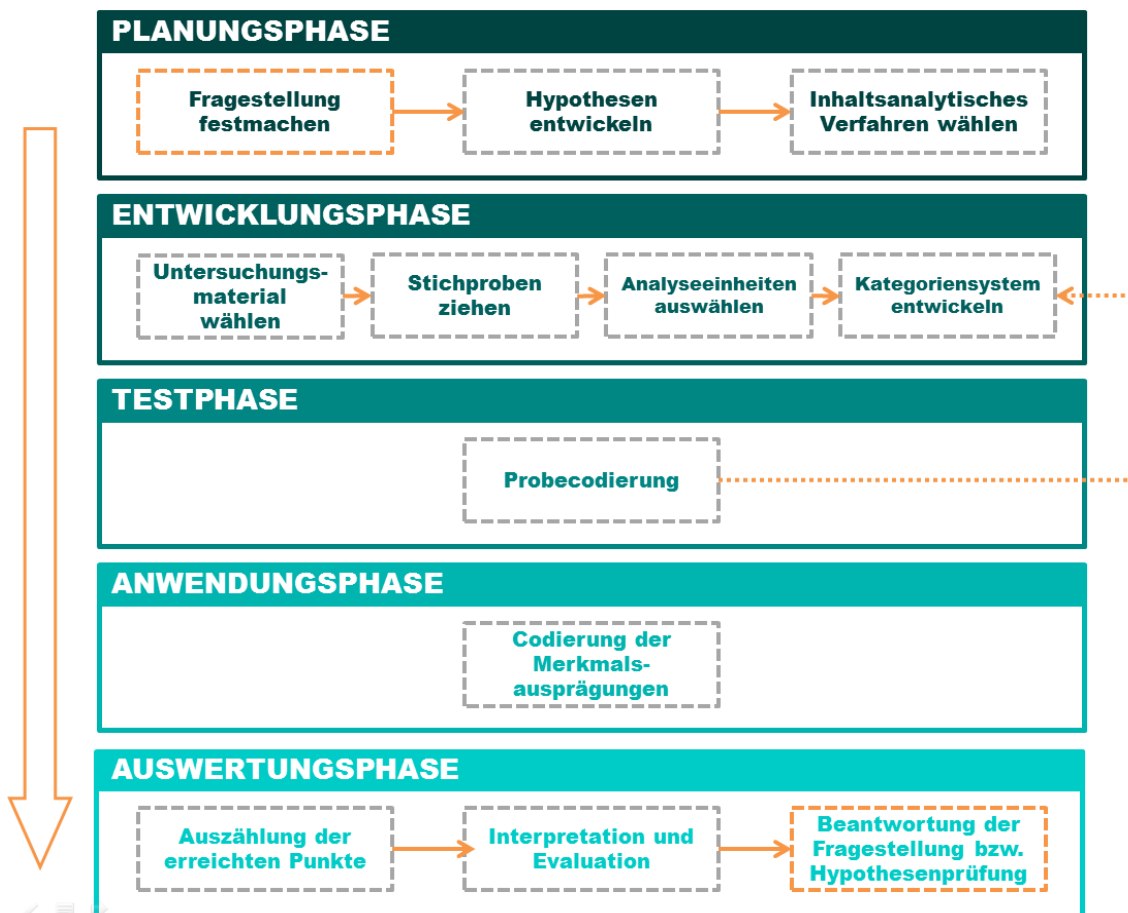 PLANUNGSPHASE
Fragestellung
festmachen
Hypothesen
entwickeln
Inhaltsanalytisches
Verfahren wählen
ENTWICKLUNGSPHASE
Untersuchungs-
material
wählen
Stichproben
ziehen
Analyseeinheiten
auswählen
Kategoriensystem
entwickeln
TESTPHASE
Probecodierung
ANWENDUNGSPHASE
Codierung der
Merkmals-
ausprägungen
AUSWERTUNGSPHASE
Auszählung der
erreichten Punkte
Interpretation und
Evaluation
Beantwortung der
Fragestellung bzw.
Hypothesenprüfung